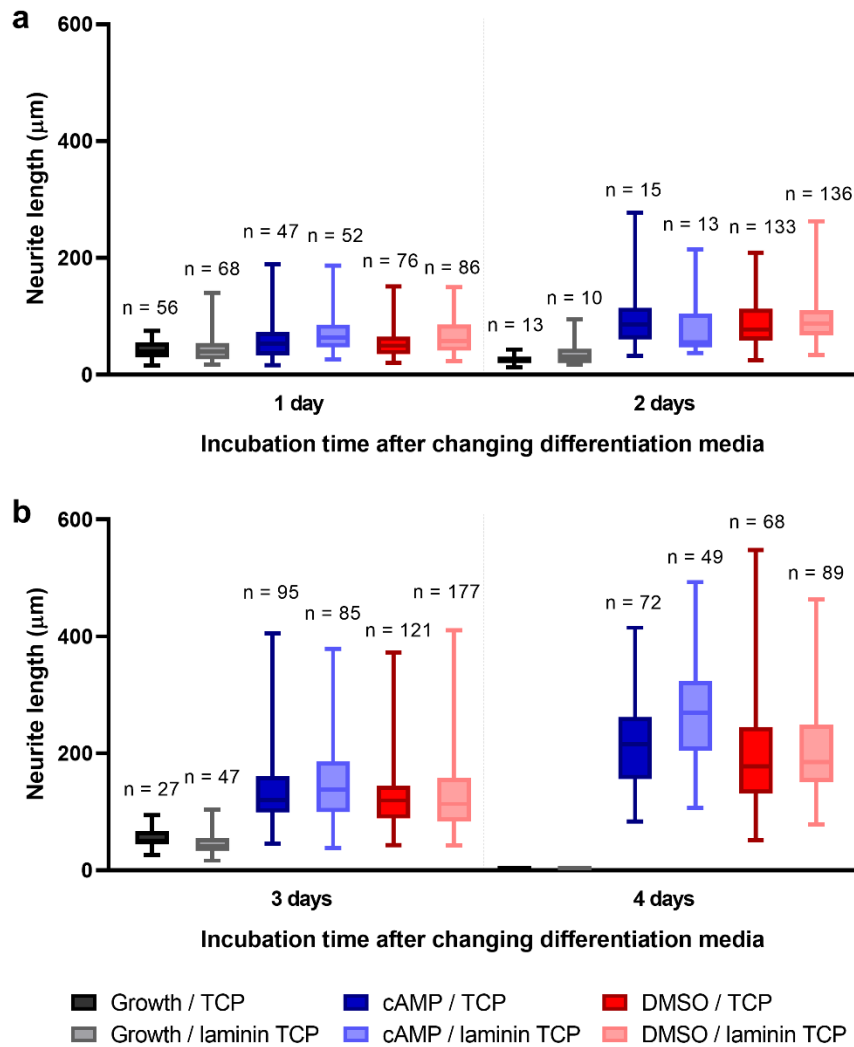 a
600
400
200
0
Neurite length (μm)
n = 56
n = 68
n = 47
n = 52
n = 76
n = 86
n = 13
n = 10
n = 15
n = 13
n = 133
n = 136
1 day
2 days
Incubation time after changing differentiation media
b
600
400
200
0
Neurite length (μm)
n = 27
n = 47
n = 95
n = 85
n = 121
n = 177
n = 72
n = 49
n = 68
n = 89
3 days
4 days
Incubation time after changing differentiation media
Growth / TCP
cAMP / TCP
DMSO / TCP
Growth / laminin TCP
cAMP / laminin TCP
DMSO / laminin TCP